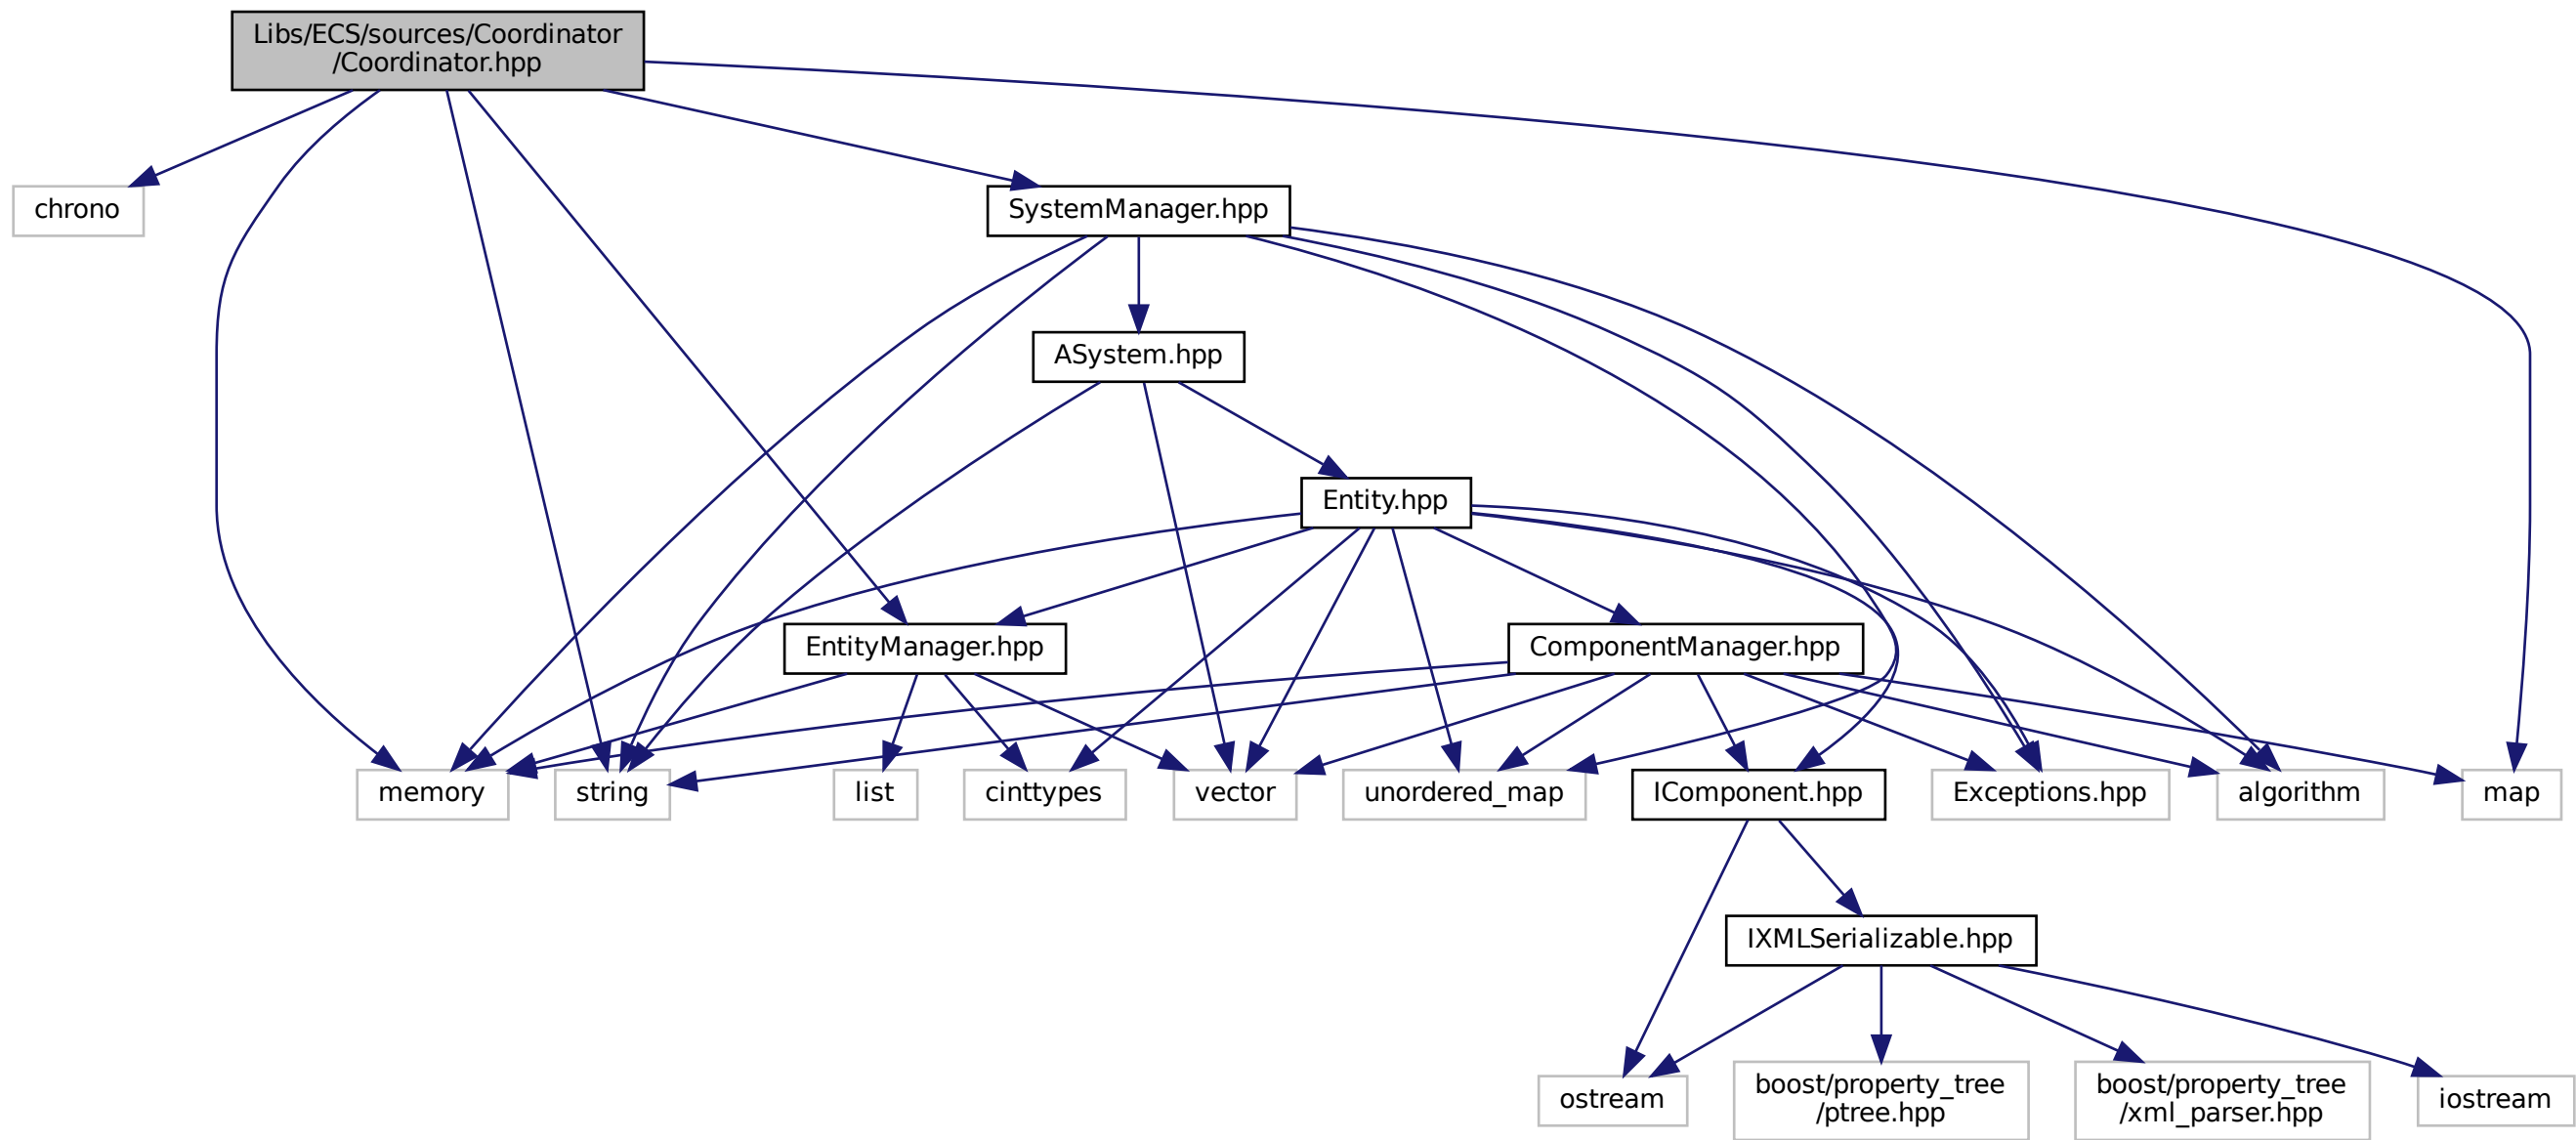 Libs/ECS/sources/Coordinator
/Coordinator.hpp
chrono
SystemManager.hpp
ASystem.hpp
Entity.hpp
EntityManager.hpp
ComponentManager.hpp
memory
string
list
cinttypes
vector
unordered_map
IComponent.hpp
Exceptions.hpp
algorithm
map
IXMLSerializable.hpp
ostream
boost/property_tree
/ptree.hpp
boost/property_tree
/xml_parser.hpp
iostream